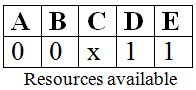 A B C D E
0 0 x 1 1
Resources available